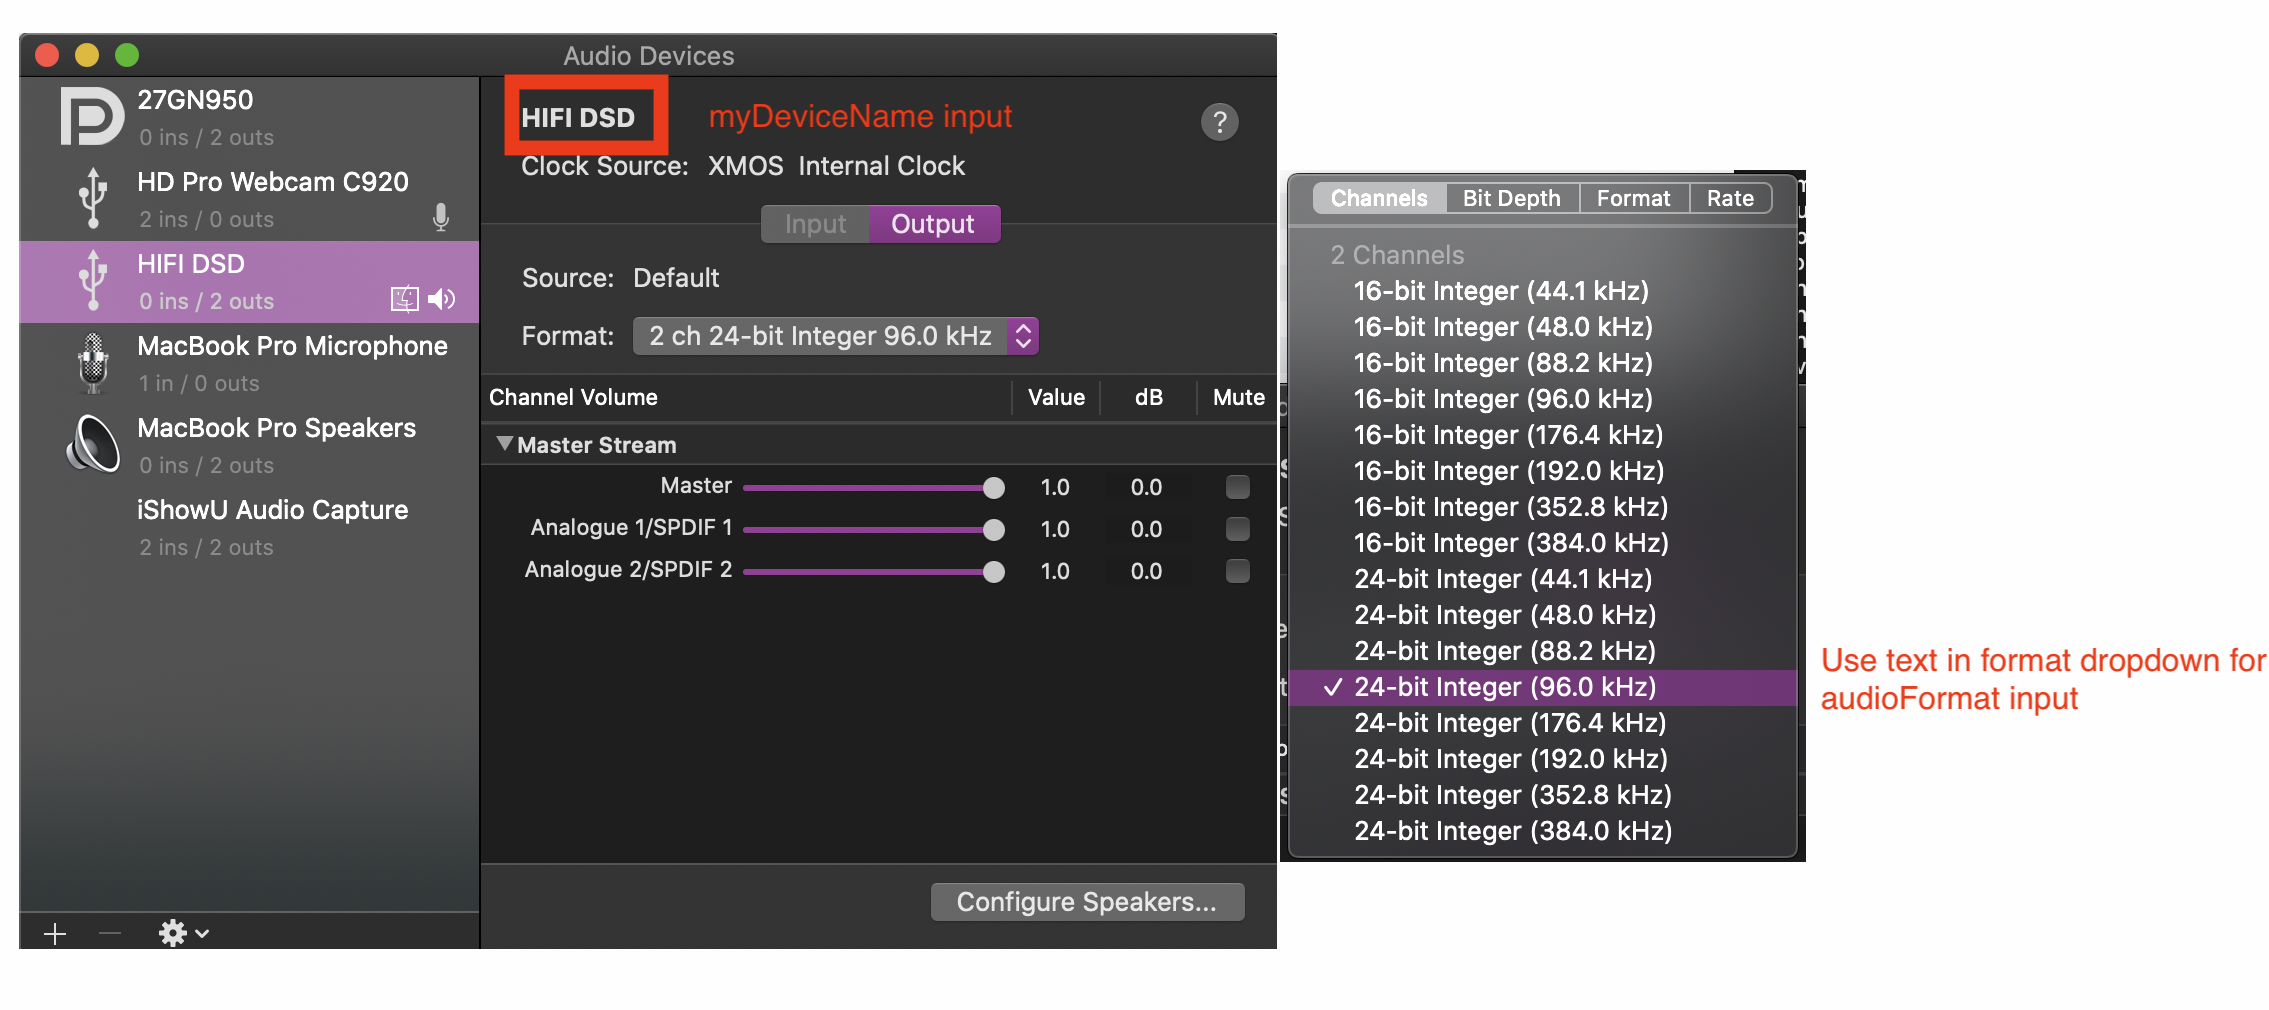 Audio Devices
27GN950
0 ins / 2 outs
HD Pro Webcam C920
2 ins / 0 outs
HIFI DSD
0 ins / 2 outs
MacBook Pro Microphone
1 in / 0 outs
MacBook Pro Speakers
0 ins / 2 outs
iShowU Audio Capture
2 ins / 2 outs
HIFI DSD myDeviceName input ?
Clock Source: XMOS Internal Clock
Input Output
Source: Default
Format: 2 ch 24-bit Integer 96.0 kHz
Channel Volume Value dB Mute
Master Stream
Master 1.0 0.0
Analogue 1/SPDIF 1 1.0 0.0
Analogue 2/SPDIF 2 1.0 0.0
Configure Speakers...
Channels Bit Depth Format Rate
2 Channels
16-bit Integer (44.1 kHz)
16-bit Integer (48.0 kHz)
16-bit Integer (88.2 kHz)
16-bit Integer (96.0 kHz)
16-bit Integer (176.4 kHz)
16-bit Integer (192.0 kHz)
16-bit Integer (352.8 kHz)
16-bit Integer (384.0 kHz)
24-bit Integer (44.1 kHz)
24-bit Integer (48.0 kHz)
24-bit Integer (88.2 kHz)
✓ 24-bit Integer (96.0 kHz)
24-bit Integer (176.4 kHz)
24-bit Integer (192.0 kHz)
24-bit Integer (352.8 kHz)
24-bit Integer (384.0 kHz)
Use text in format dropdown for
audioFormat input